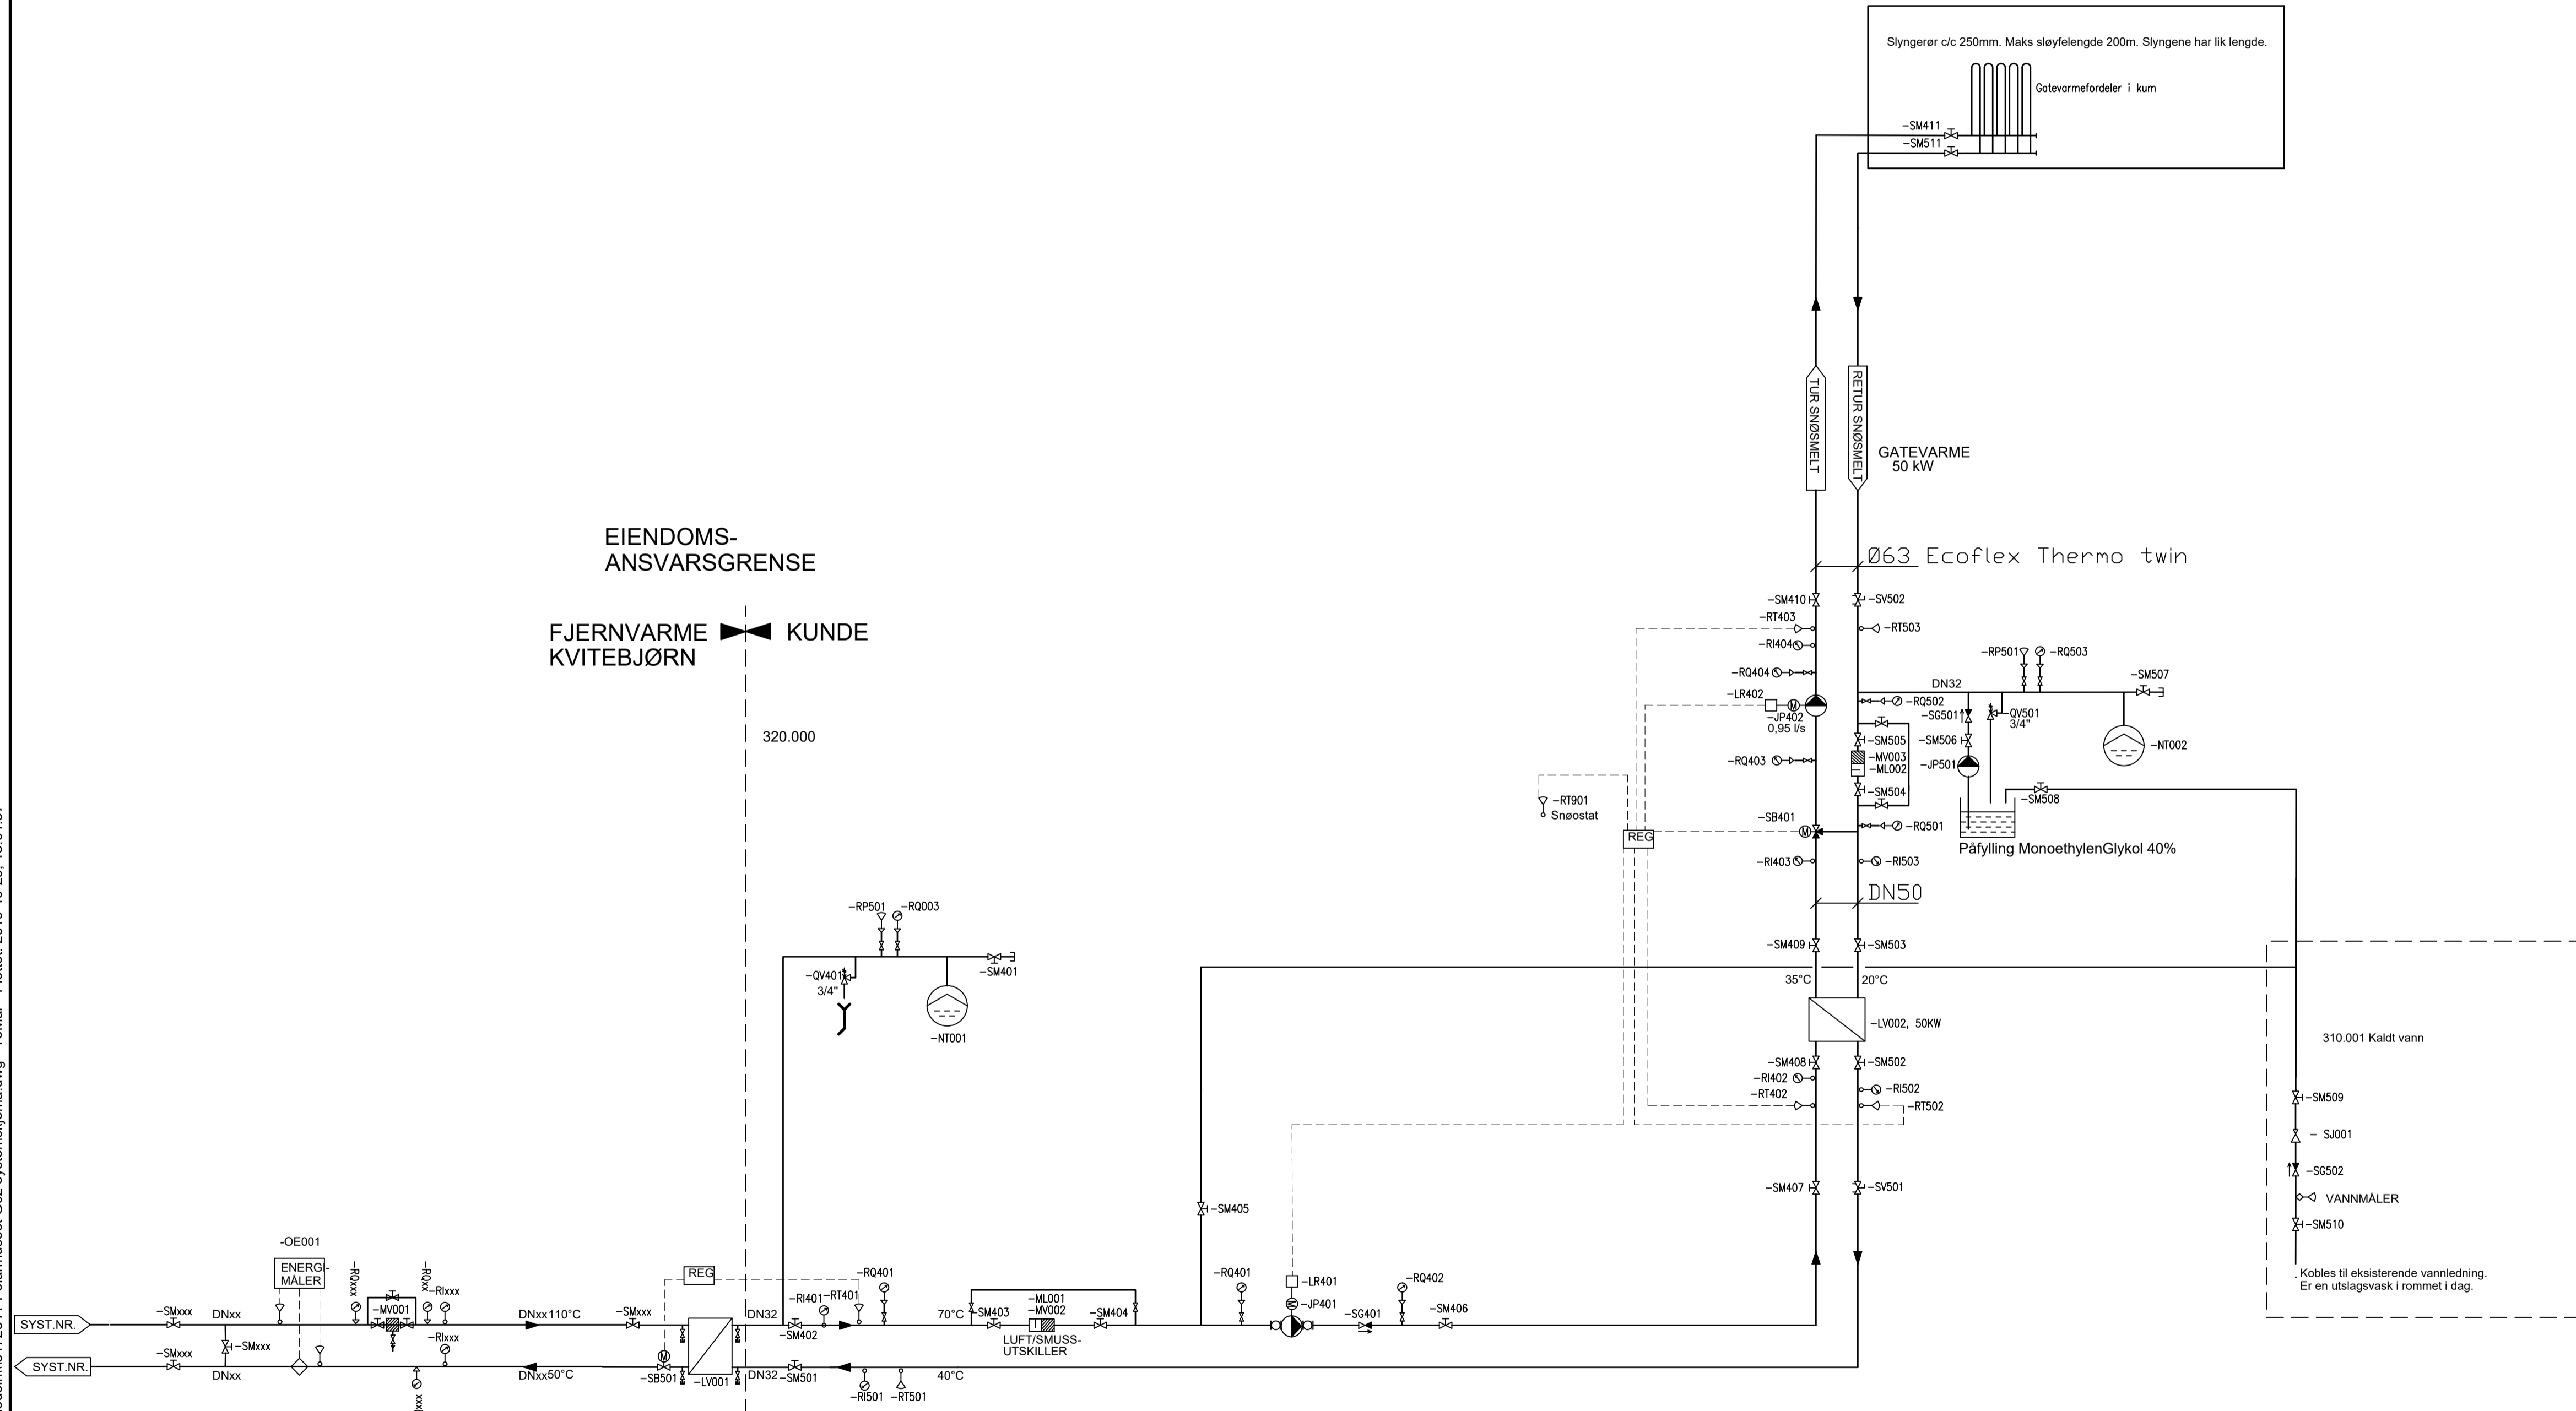 Slyngerør c/c 250mm. Maks sløyfelengde 200m. Slyngene har lik lengde.
Gatevarmefordeler i kum
-SM411
-SM511
TUR SNØSMELT
RETUR SNØSMELT
GATEVARME
50 kW
EIENDOMS-
ANSVARSGRENSE
FJERNVARME
KVITEBJØRN
KUNDE
320.000
Ø63 Ecoflex Thermo twin
-SM410
-SV502
-RT403
-RT503
-RI404
-RQ404
-LR402
-JP402
0,95 l/s
-RQ403
-SB401
-RI403
-RP501
-RQ503
-SM507
DN32
-RQ502
-SG501
-QV501
3/4"
-SM505
-SM506
-MV003
-ML002
-JP501
-NT002
-SM504
-SM508
-RQ501
-RI503
Påfylling MonoethylenGlykol 40%
-RT901
Snøostat
REG
DN50
-SM409
-SM503
35°C
20°C
-LV002, 50KW
-SM408
-SM502
-RI402
-RI502
-RT402
-RT502
-SM407
-SV501
-RP501
-RQ003
-QV401
3/4"
-SM401
-NT001
310.001 Kaldt vann
-SM509
- SJ001
-SG502
VANNMÅLER
-SM510
Kobles til eksisterende vannledning.
Er en utslagsvask i rommet i dag.
-SM405
-OE001
ENERGI-
MÅLER
-RQxxx
-RQxx
-RIxxx
-MV001
SYST.NR.
-SMxxx
DNxx
DNxx110°C
-SMxxx
REG
DN32
-RI401
-RT401
-RQ401
-SM402
70°C
-SM403
-ML001
-MV002
-SM404
LUFT/SMUSS-
UTSKILLER
-RQ401
-LR401
-JP401
-SG401
-RQ402
-SM406
SYST.NR.
-SMxxx
-SMxxx
DNxx
-RIxxx
DNxx50°C
-SB501
-LV001
DN32
-SM501
-RI501
-RT501
40°C